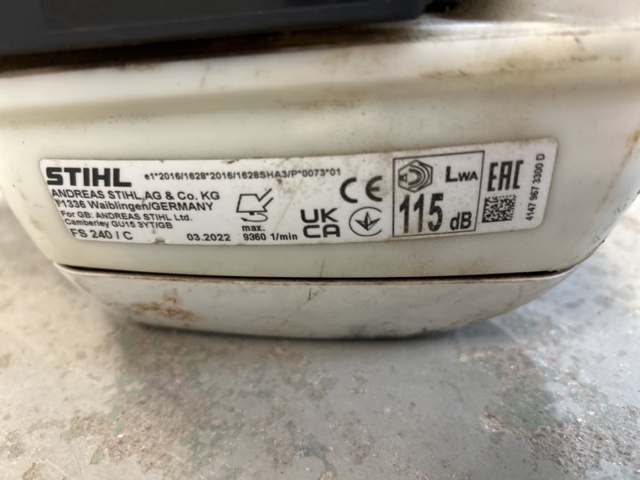 STIHL
e1*2016/1628*2016/1628SHA3/P*0073*01
ANDREAS STIHL AG & Co. KG
71336 Waiblingen/GERMANY
For GB: ANDREAS STIHL Ltd.
Camberley GU15 3YT/GB
FS 240 / C
03.2022
max.
9360 1/min
CE
UK
CA
LWA
115 dB
EAC
4147 967 3300 D